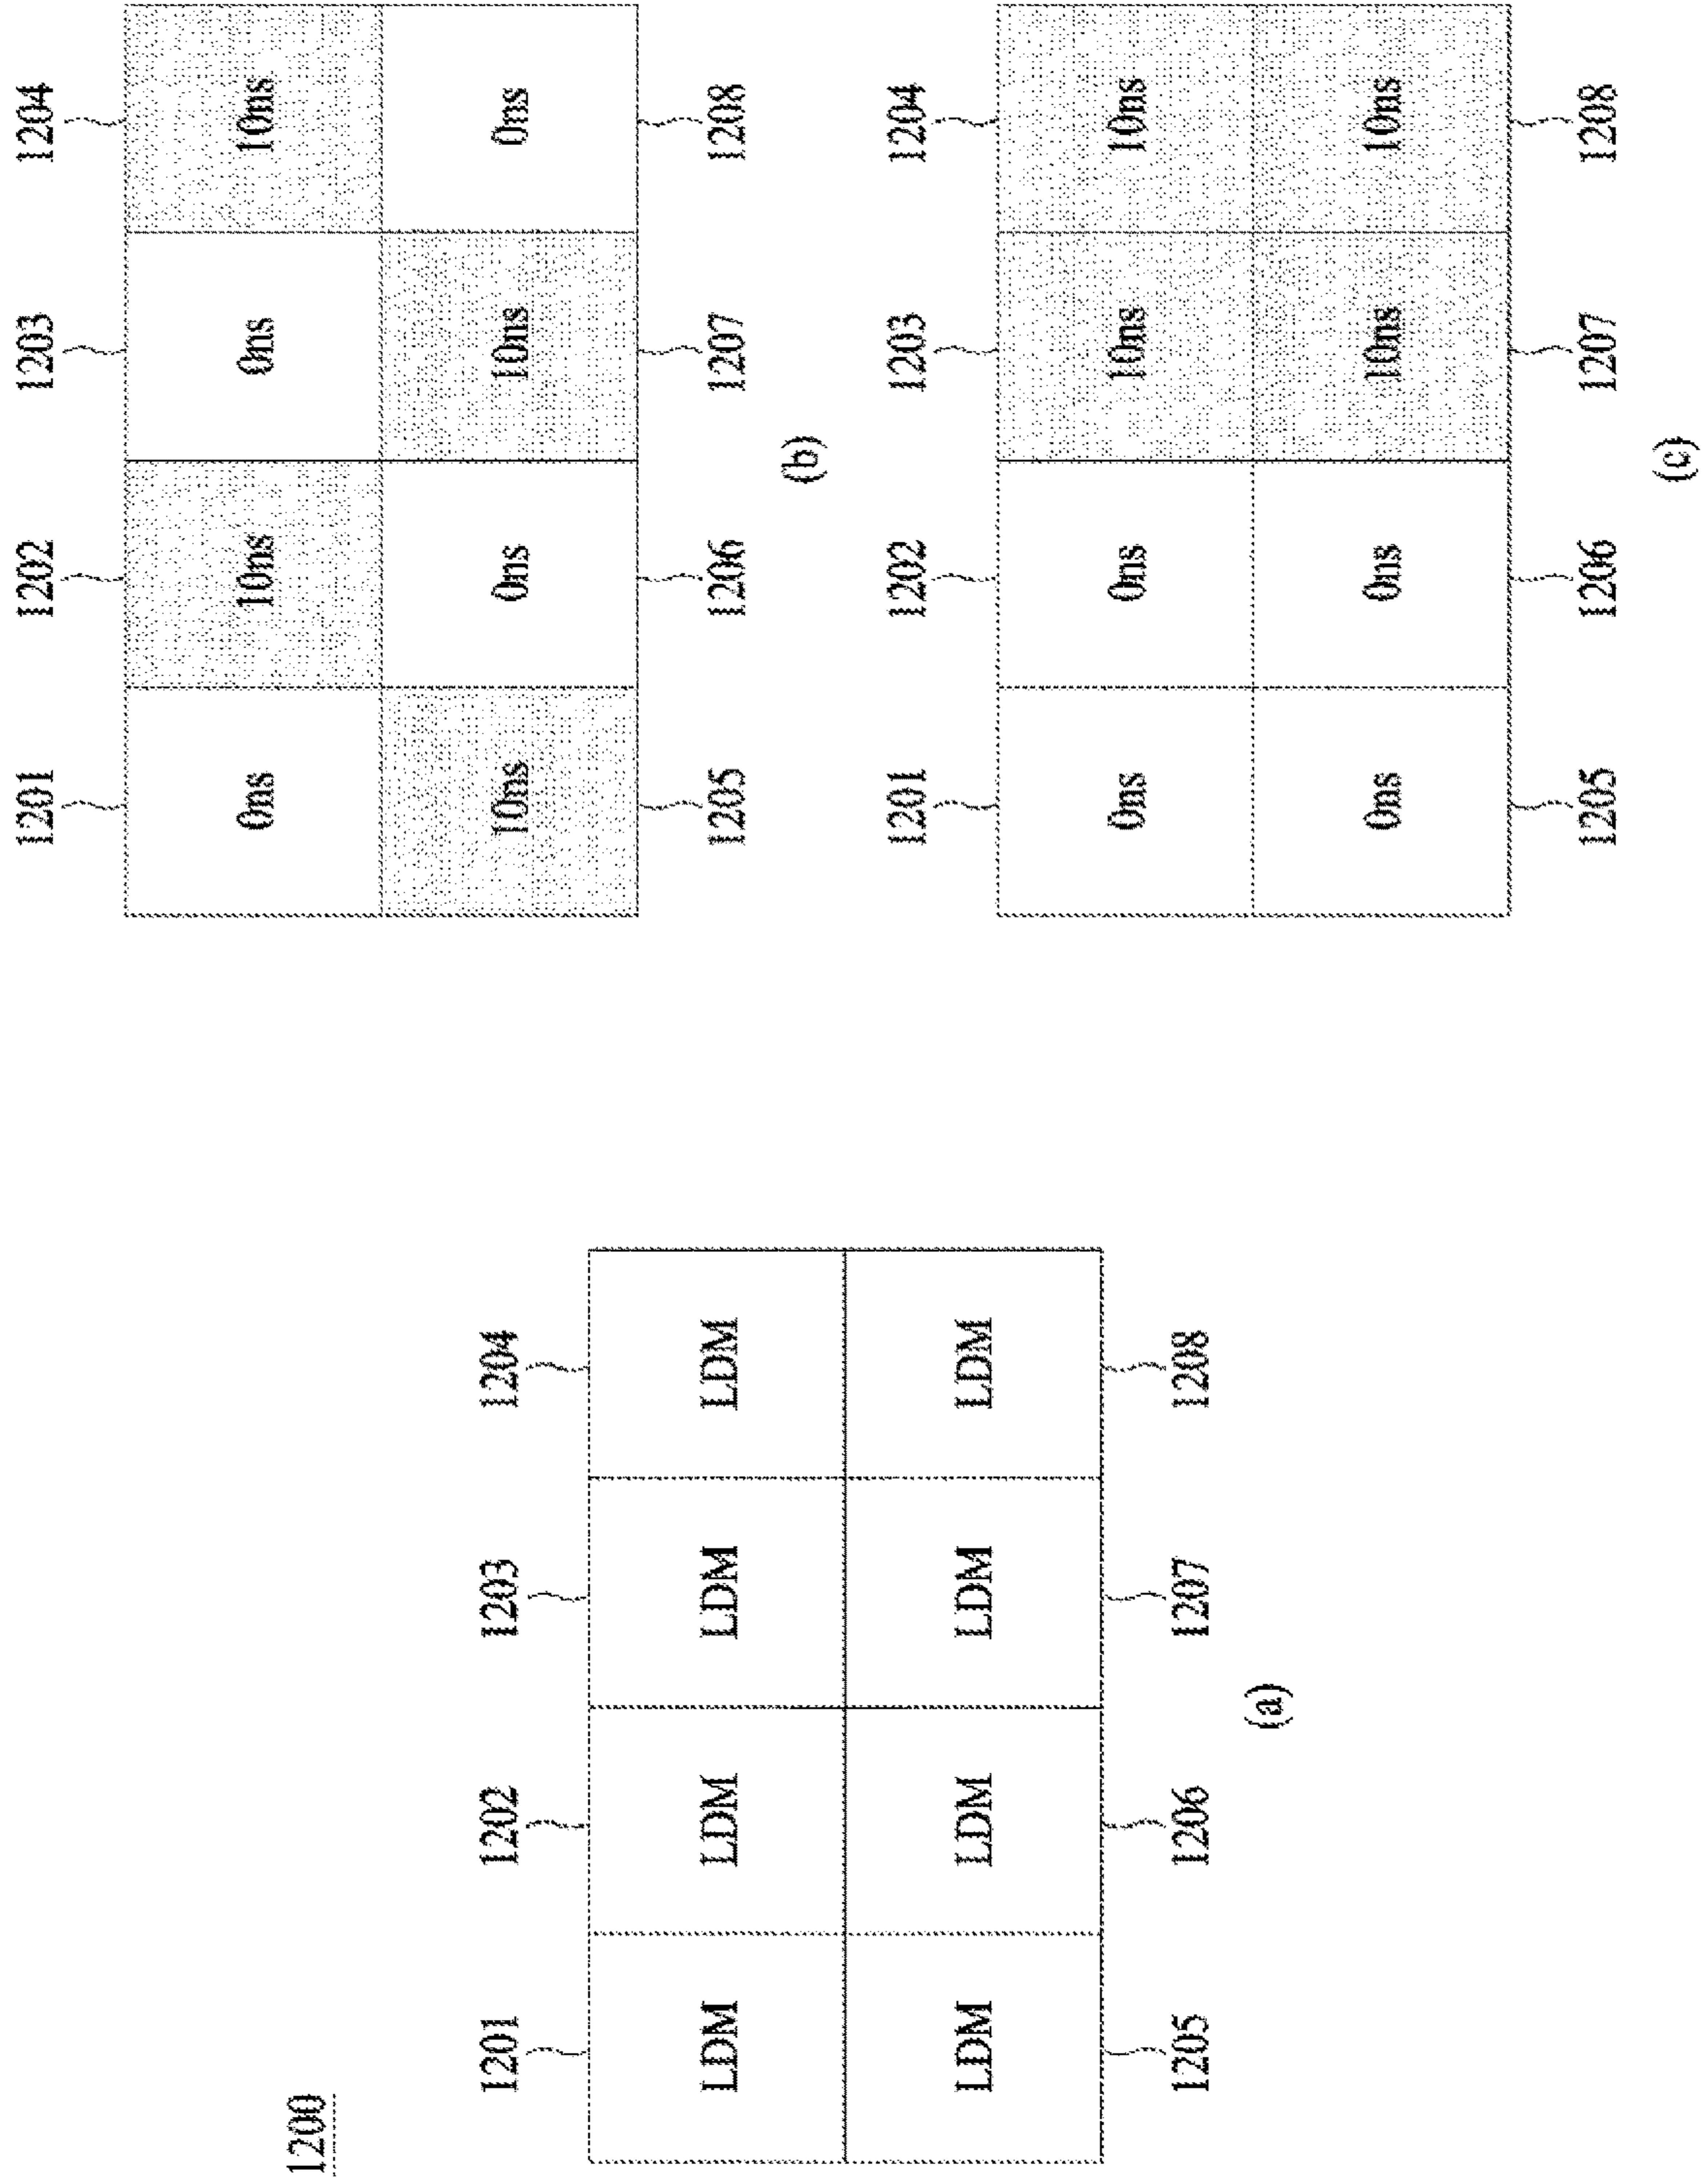 1200
1201 1202 1203 1204
LDM LDM LDM LDM
LDM LDM LDM LDM
1205 1206 1207 1208
(a)
1201 1202 1203 1204
0ns 10ns 0ns 10ns
10ns 0ns 10ns 0ns
1205 1206 1207 1208
(b)
1201 1202 1203 1204
0ns 0ns 10ns 10ns
0ns 0ns 10ns 10ns
1205 1206 1207 1208
(c)